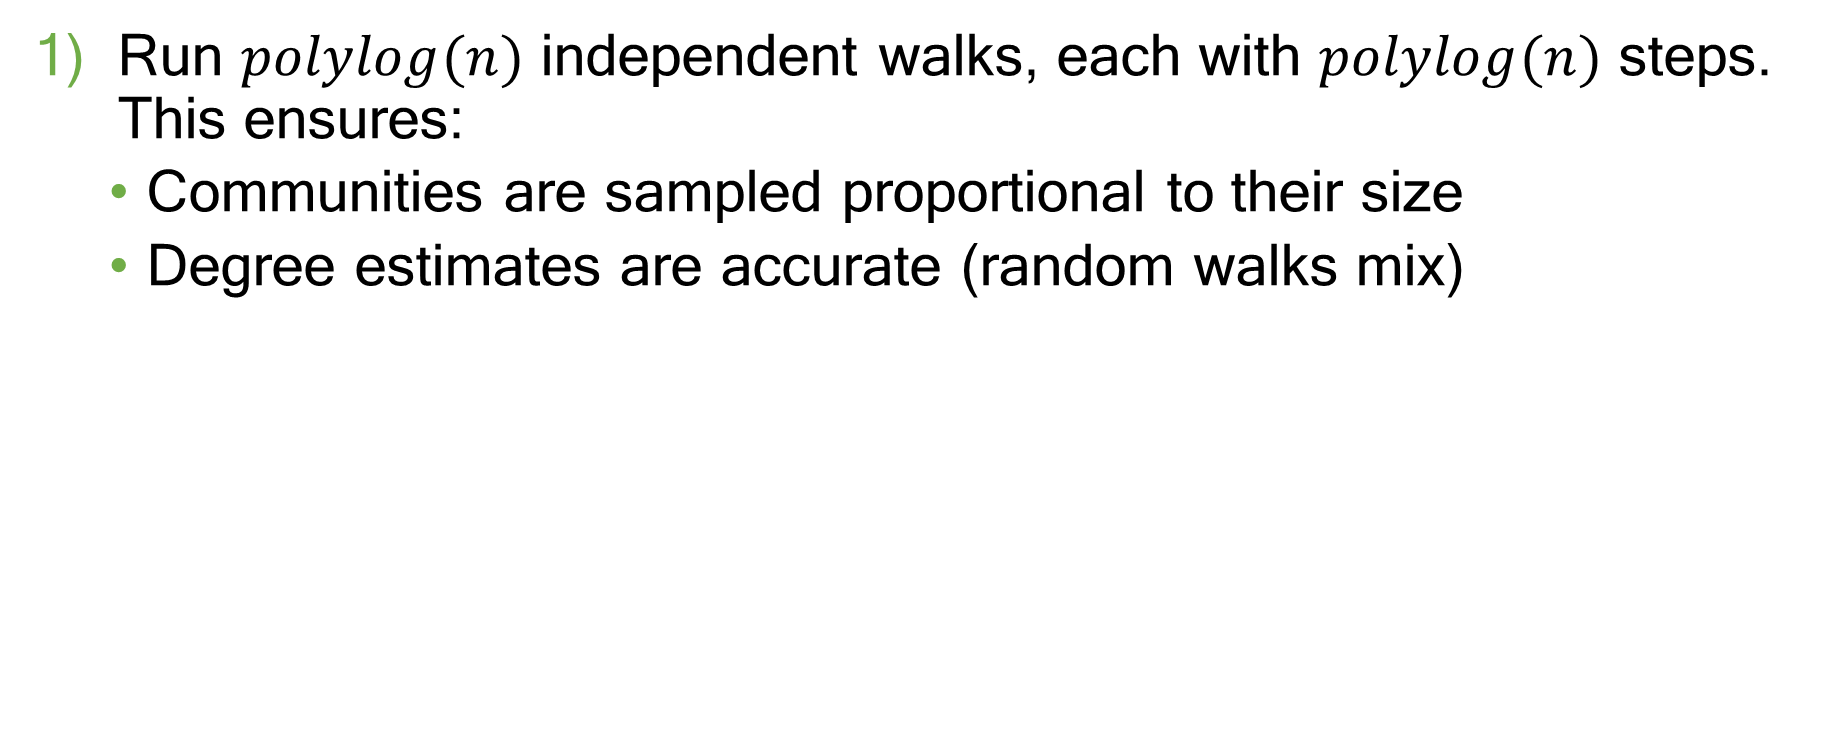 1) Run polylog(n) independent walks, each with polylog(n) steps.
This ensures:
• Communities are sampled proportional to their size
• Degree estimates are accurate (random walks mix)